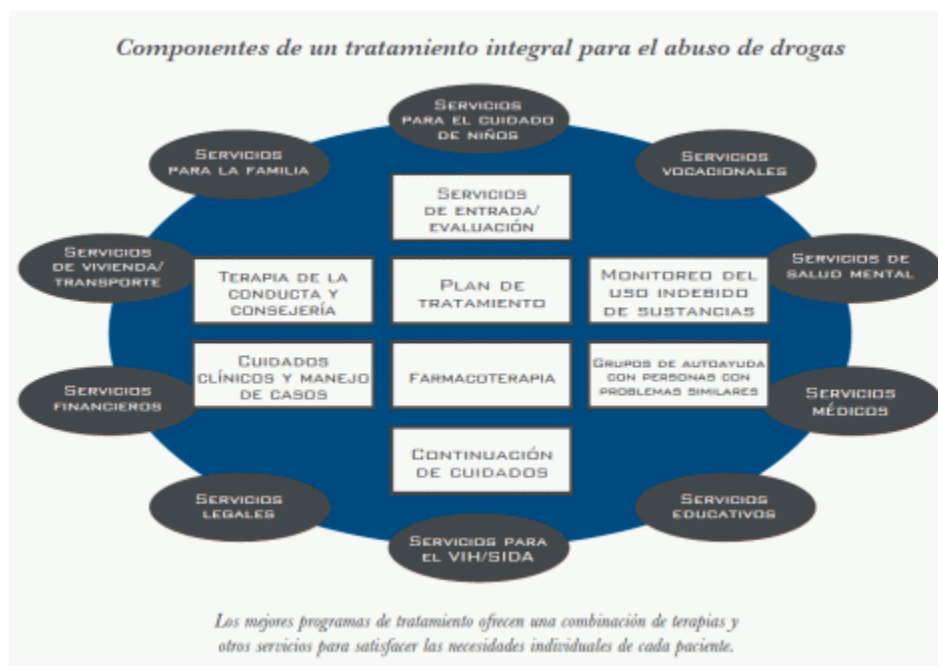 Componentes de un tratamiento integral para el abuso de drogas
SERVICIOS
PARA EL CUIDADO
DE NIÑOS
SERVICIOS
PARA LA FAMILIA
SERVICIOS
VOCACIONALES
SERVICIOS
DE ENTRADA/
EVALUACIÓN
SERVICIOS
DE VIVIENDA/
TRANSPORTE
TERAPIA DE LA
CONDUCTA Y
CONSEJERÍA
PLAN DE
TRATAMIENTO
MONITOREO DEL
USO INDEBIDO
DE SUSTANCIAS
SERVICIOS DE
SALUD MENTAL
SERVICIOS
FINANCIEROS
CUIDADOS
CLÍNICOS Y MANEJO
DE CASOS
FARMACOTERAPIA
GRUPOS DE AUTOAYUDA
CON PERSONAS CON
PROBLEMAS SIMILARES
SERVICIOS
MÉDICOS
CONTINUACIÓN
DE CUIDADOS
SERVICIOS
LEGALES
SERVICIOS PARA
EL VIH/SIDA
SERVICIOS
EDUCATIVOS
Los mejores programas de tratamiento ofrecen una combinación de terapias y
otros servicios para satisfacer las necesidades individuales de cada paciente.